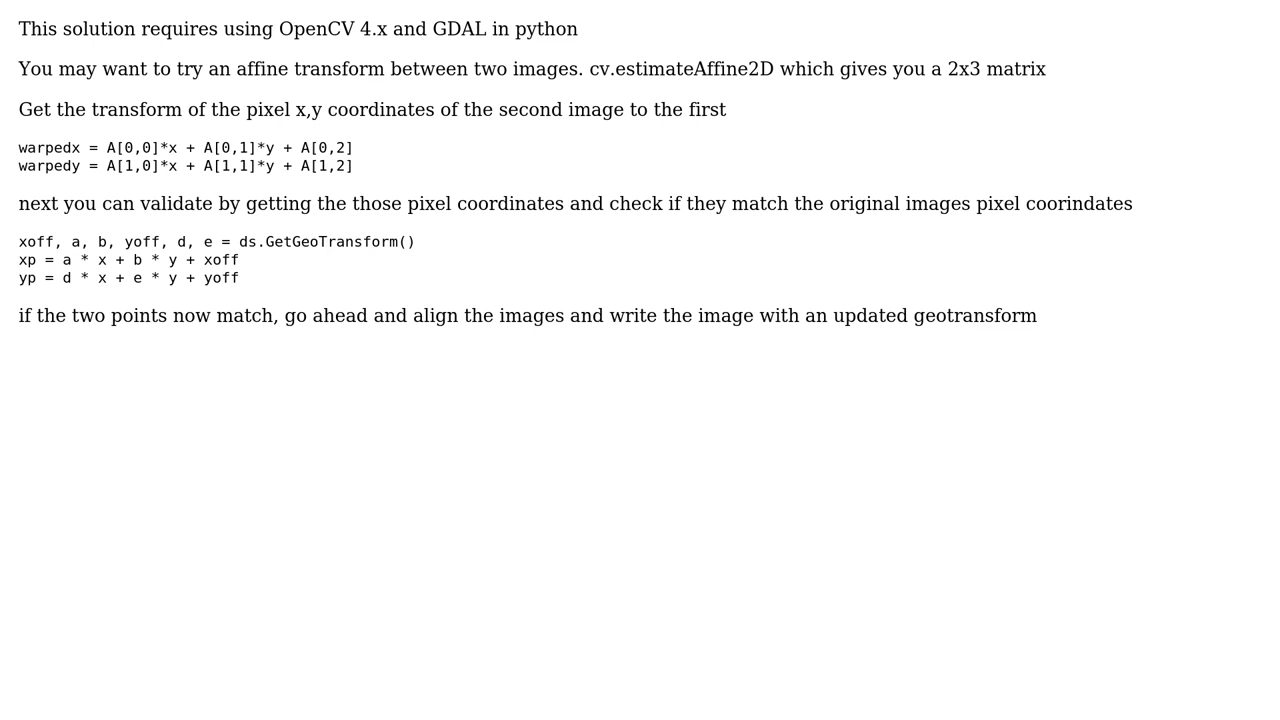 This solution requires using OpenCV 4.x and GDAL in python
You may want to try an affine transform between two images. cv.estimateAffine2D which gives you a 2x3 matrix
Get the transform of the pixel x,y coordinates of the second image to the first
warpedx = A[0,0]*x + A[0,1]*y + A[0,2]
warpedy = A[1,0]*x + A[1,1]*y + A[1,2]
next you can validate by getting the those pixel coordinates and check if they match the original images pixel coorindates
xoff, a, b, yoff, d, e = ds.GetGeoTransform()
xp = a * x + b * y + xoff
yp = d * x + e * y + yoff
if the two points now match, go ahead and align the images and write the image with an updated geotransform